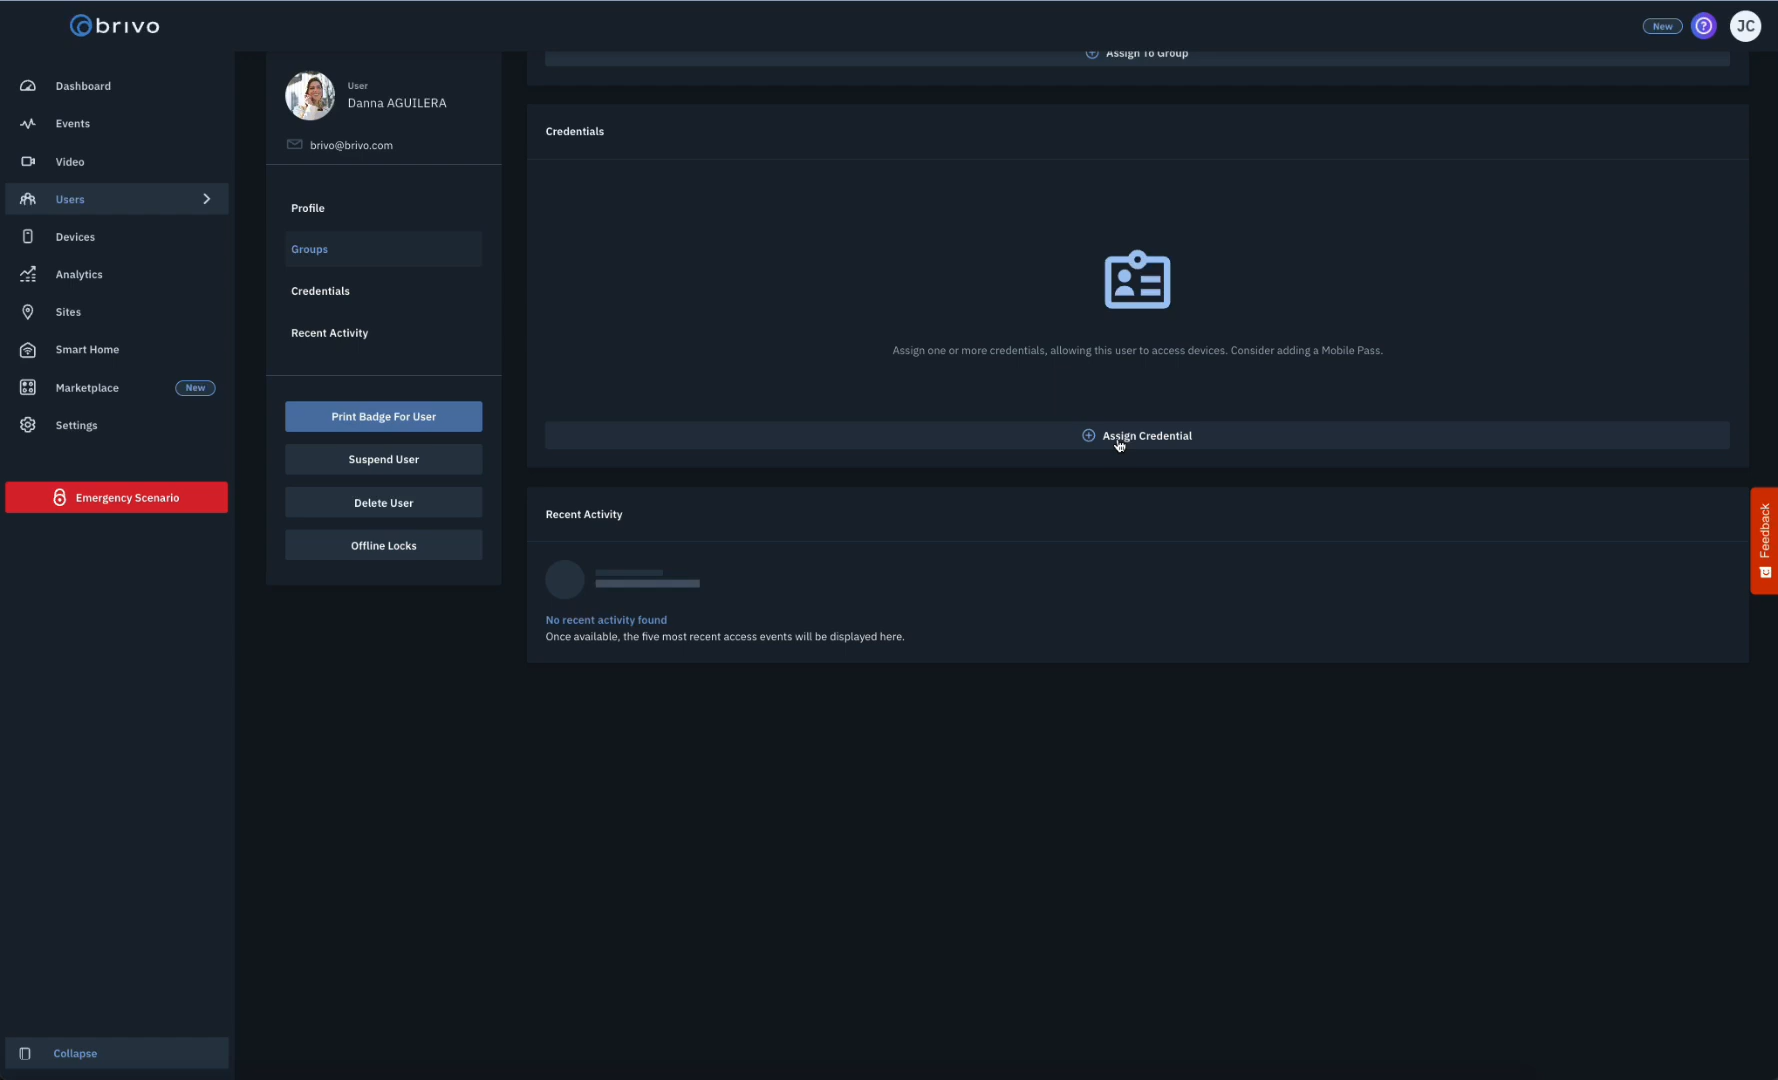 brivo
New
JC
Dashboard
Events
Video
Users
Devices
Analytics
Sites
Smart Home
Marketplace
New
Settings
Emergency Scenario
Collapse
User
Danna AGUILERA
brivo@brivo.com
Profile
Groups
Credentials
Recent Activity
Print Badge For User
Suspend User
Delete User
Offline Locks
Assign To Group
Credentials
Assign one or more credentials, allowing this user to access devices. Consider adding a Mobile Pass.
Assign Credential
Recent Activity
No recent activity found
Once available, the five most recent access events will be displayed here.
Feedback